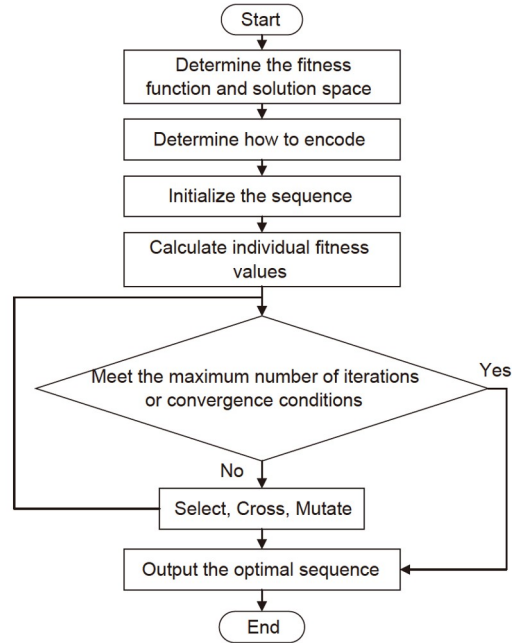 Start
Determine the fitness
function and solution space
Determine how to encode
Initialize the sequence
Calculate individual fitness
values
Meet the maximum number of iterations
or convergence conditions
Yes
No
Select, Cross, Mutate
Output the optimal sequence
End